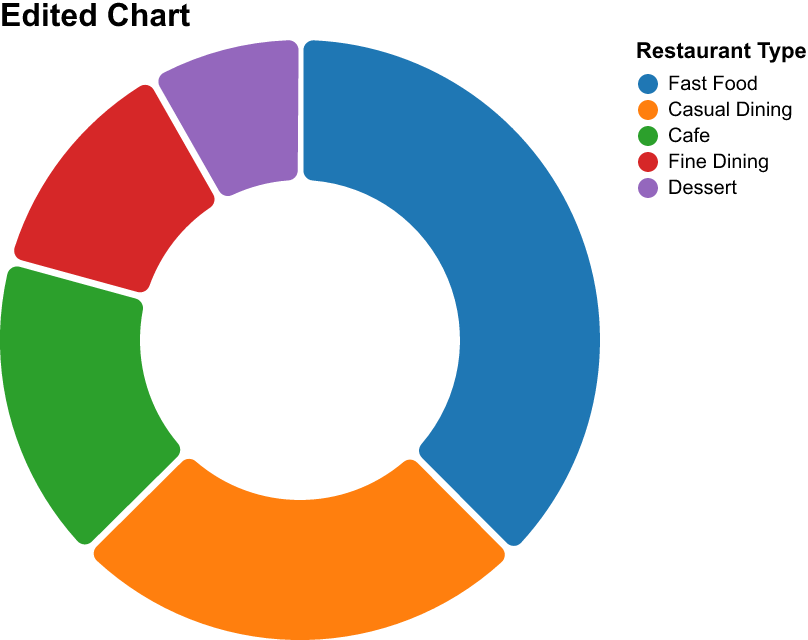 Edited Chart
Restaurant Type
Fast Food
Casual Dining
Cafe
Fine Dining
Dessert